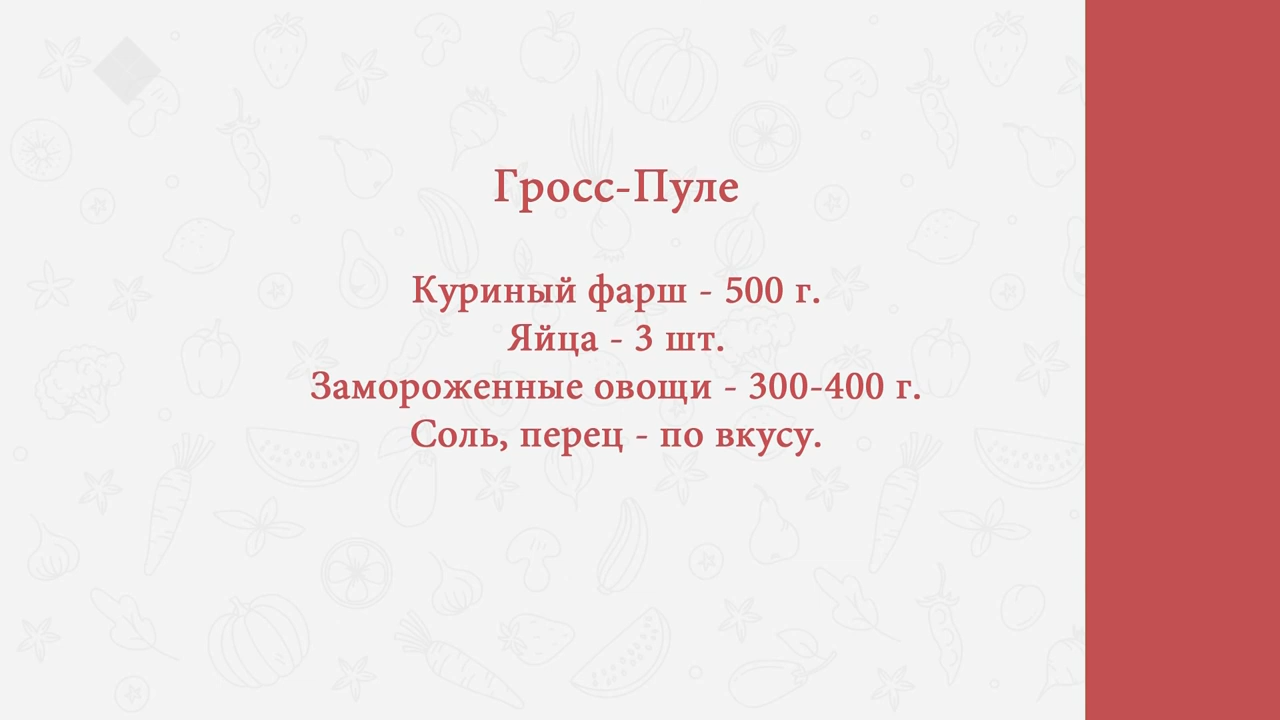 Гросс-Пуле
Куриный фарш - 500 г.
Яйца - 3 шт.
Замороженные овощи - 300-400 г.
Соль, перец - по вкусу.